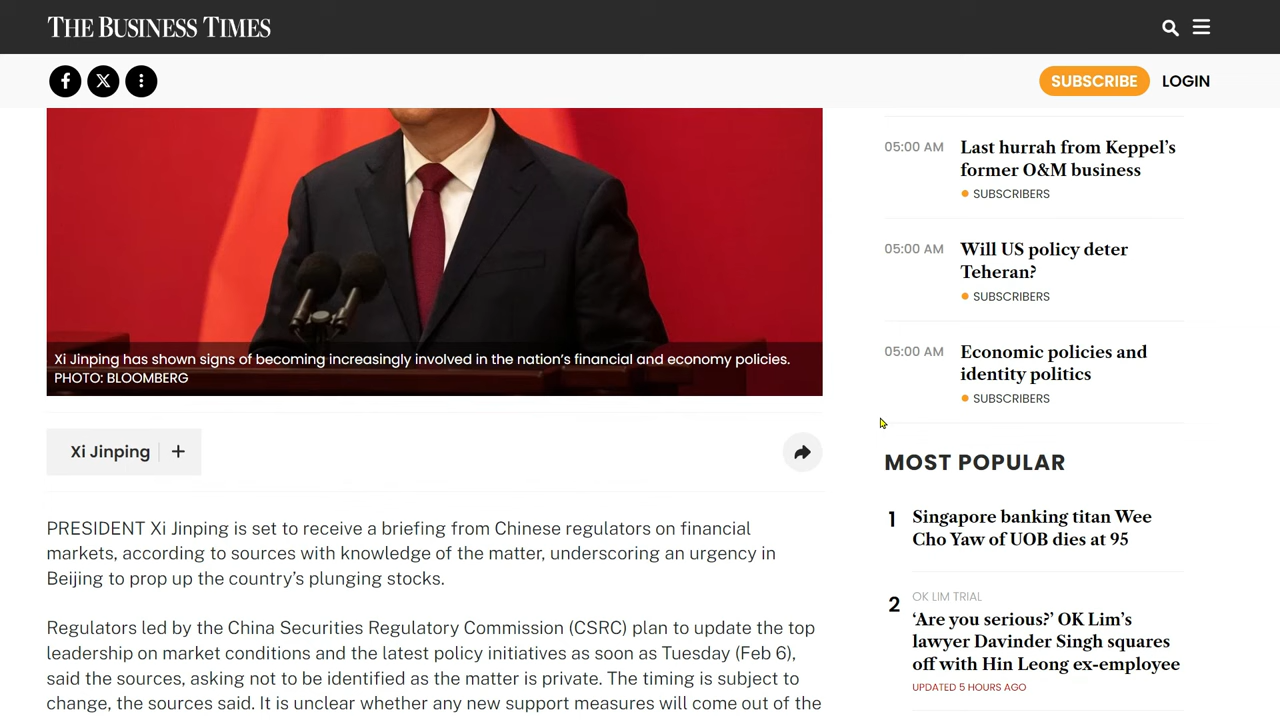 THE BUSINESS TIMES
SUBSCRIBE
LOGIN
Xi Jinping has shown signs of becoming increasingly involved in the nation's financial and economy policies.
PHOTO: BLOOMBERG
Xi Jinping +
PRESIDENT Xi Jinping is set to receive a briefing from Chinese regulators on financial
markets, according to sources with knowledge of the matter, underscoring an urgency in
Beijing to prop up the country's plunging stocks.
Regulators led by the China Securities Regulatory Commission (CSRC) plan to update the top
leadership on market conditions and the latest policy initiatives as soon as Tuesday (Feb 6),
said the sources, asking not to be identified as the matter is private. The timing is subject to
change, the sources said. It is unclear whether any new support measures will come out of the
05:00 AM
Last hurrah from Keppel's
former O&M business
SUBSCRIBERS
05:00 AM
Will US policy deter
Teheran?
SUBSCRIBERS
05:00 AM
Economic policies and
identity politics
SUBSCRIBERS
MOST POPULAR
1
Singapore banking titan Wee
Cho Yaw of UOB dies at 95
2
OK LIM TRIAL
'Are you serious?' OK Lim's
lawyer Davinder Singh squares
off with Hin Leong ex-employee
UPDATED 5 HOURS AGO